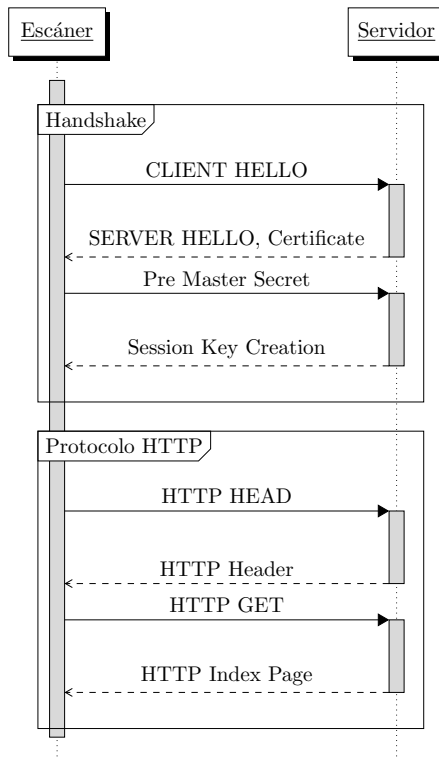 Escáner
Servidor
Handshake
CLIENT HELLO
SERVER HELLO, Certificate
Pre Master Secret
Session Key Creation
Protocolo HTTP
HTTP HEAD
HTTP Header
HTTP GET
HTTP Index Page